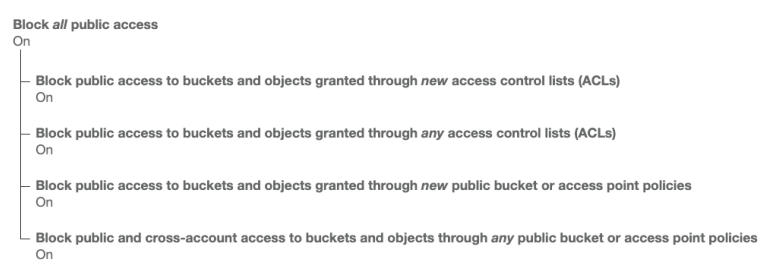 Block all public access
On
Block public access to buckets and objects granted through new access control lists (ACLs)
On
Block public access to buckets and objects granted through any access control lists (ACLs)
On
Block public access to buckets and objects granted through new public bucket or access point policies
On
Block public and cross-account access to buckets and objects through any public bucket or access point policies
On